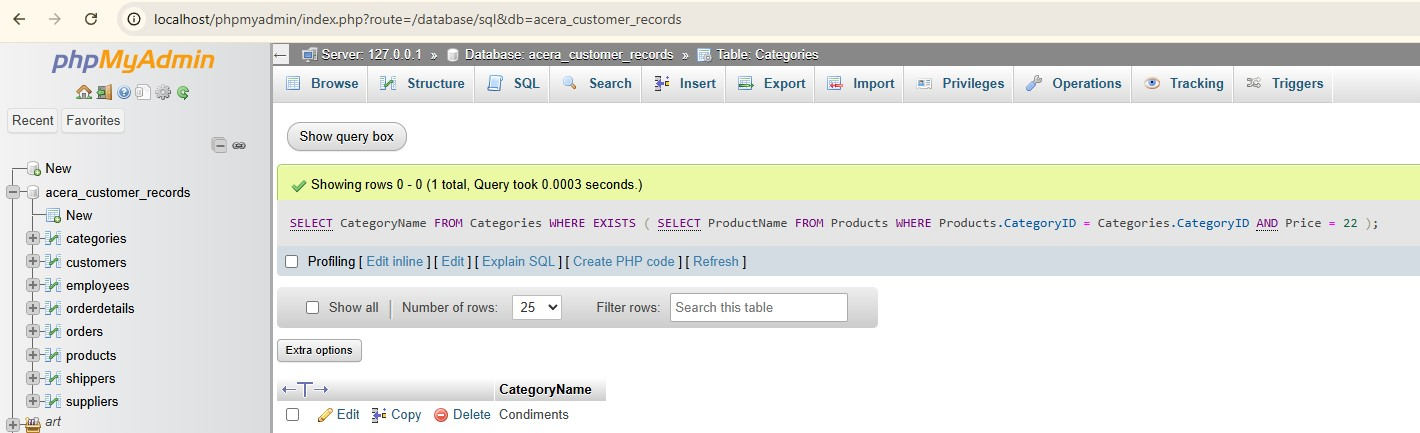 localhost/phpmyadmin/index.php?route=/database/sql&db=acera_customer_records
phpMyAdmin
Recent Favorites
New
acera_customer_records
New
categories
customers
employees
orderdetails
orders
products
shippers
suppliers
art
Server: 127.0.0.1 » Database: acera_customer_records » Table: Categories
Browse Structure SQL Search Insert Export Import Privileges Operations Tracking Triggers
Show query box
Showing rows 0 - 0 (1 total, Query took 0.0003 seconds.)
SELECT CategoryName FROM Categories WHERE EXISTS ( SELECT ProductName FROM Products WHERE Products.CategoryID = Categories.CategoryID AND Price = 22 );
Profiling [ Edit inline ] [ Edit ] [ Explain SQL ] [ Create PHP code ] [ Refresh ]
Show all Number of rows: 25 Filter rows: Search this table
Extra options
←T→ CategoryName
Edit Copy Delete Condiments